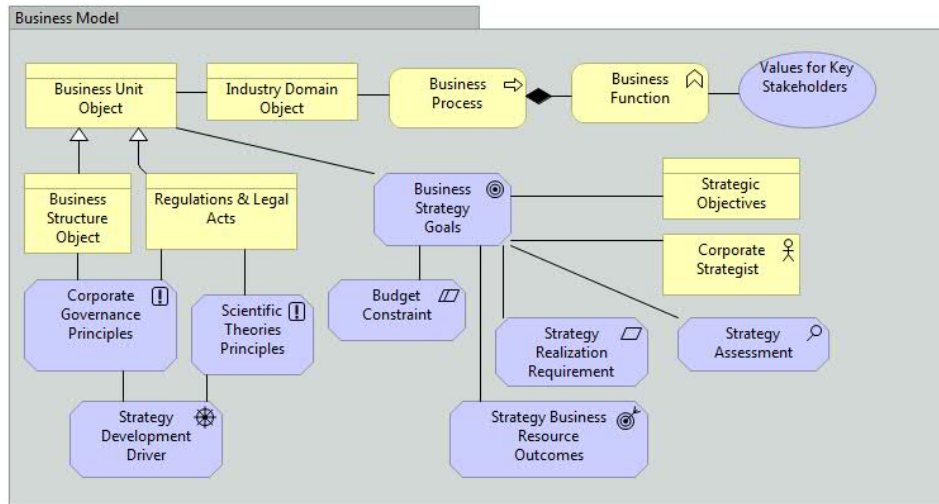 Business Model
Business Unit
Object
Industry Domain
Object
Business
Process
Business
Function
Values for Key
Stakeholders
Business
Structure
Object
Regulations & Legal
Acts
Business
Strategy
Goals
Strategic
Objectives
Corporate
Strategist
Corporate
Governance
Principles
Scientific
Theories
Principles
Budget
Constraint
Strategy
Realization
Requirement
Strategy
Assessment
Strategy
Development
Driver
Strategy Business
Resource
Outcomes